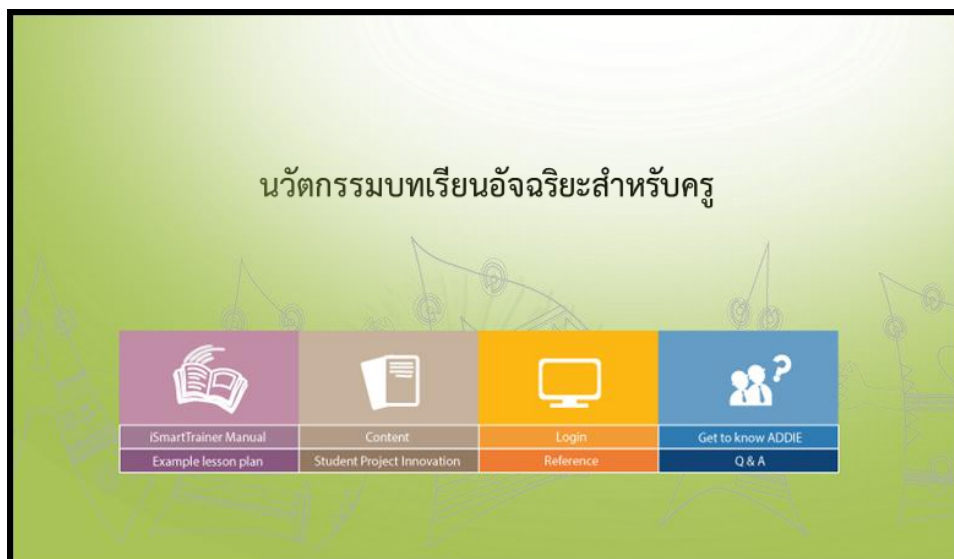 นวัตกรรมบทเรียนอัจฉริยะสำหรับครู
iSmartTrainer Manual
Example lesson plan
Content
Student Project Innovation
Login
Reference
Get to know ADDIE
Q & A